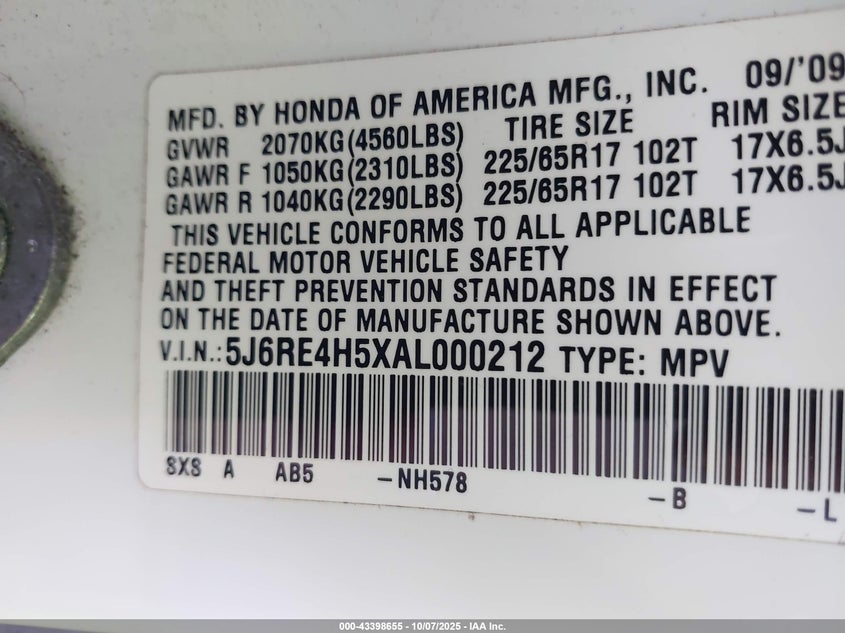 MFD. BY HONDA OF AMERICA MFG., INC. 09/'09
GVWR 2070KG(4560LBS) TIRE SIZE RIM SIZE
GAWR F 1050KG(2310LBS) 225/65R17 102T 17X6.5J
GAWR R 1040KG(2290LBS) 225/65R17 102T 17X6.5J
THIS VEHICLE CONFORMS TO ALL APPLICABLE
FEDERAL MOTOR VEHICLE SAFETY
AND THEFT PREVENTION STANDARDS IN EFFECT
ON THE DATE OF MANUFACTURE SHOWN ABOVE.
V.I.N.: 5J6RE4H5XAL000212 TYPE: MPV
SXS A AB5 -NH578 -B -L
000-43398655 - 10/07/2025 - IAA Inc.